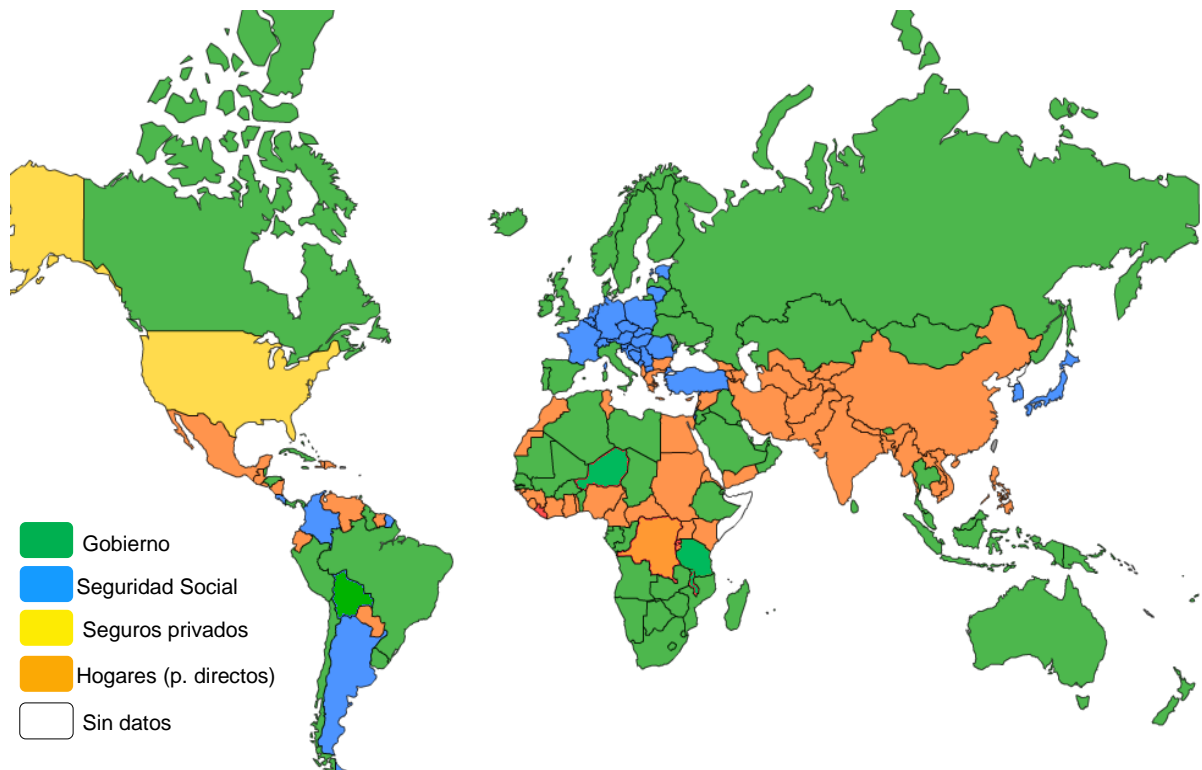 Gobierno
Seguridad Social
Seguros privados
Hogares (p. directos)
Sin datos